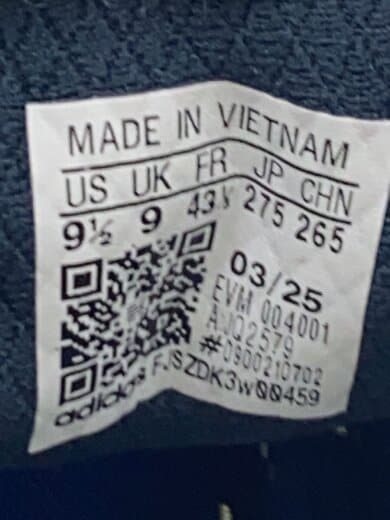 MADE IN VIETNAM
US UK FR JP CHN
9½ 9 43⅓ 275 265
03/25
EVM 004001
AJQ2579
#0900210702
FJSZDK3w00459
adidas